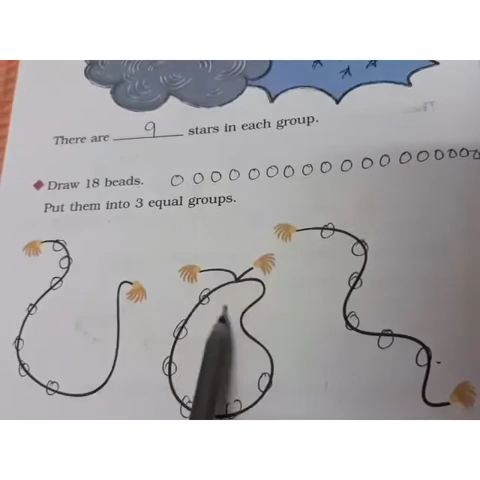 There are 9 stars in each group.
◆ Draw 18 beads.
Put them into 3 equal groups.